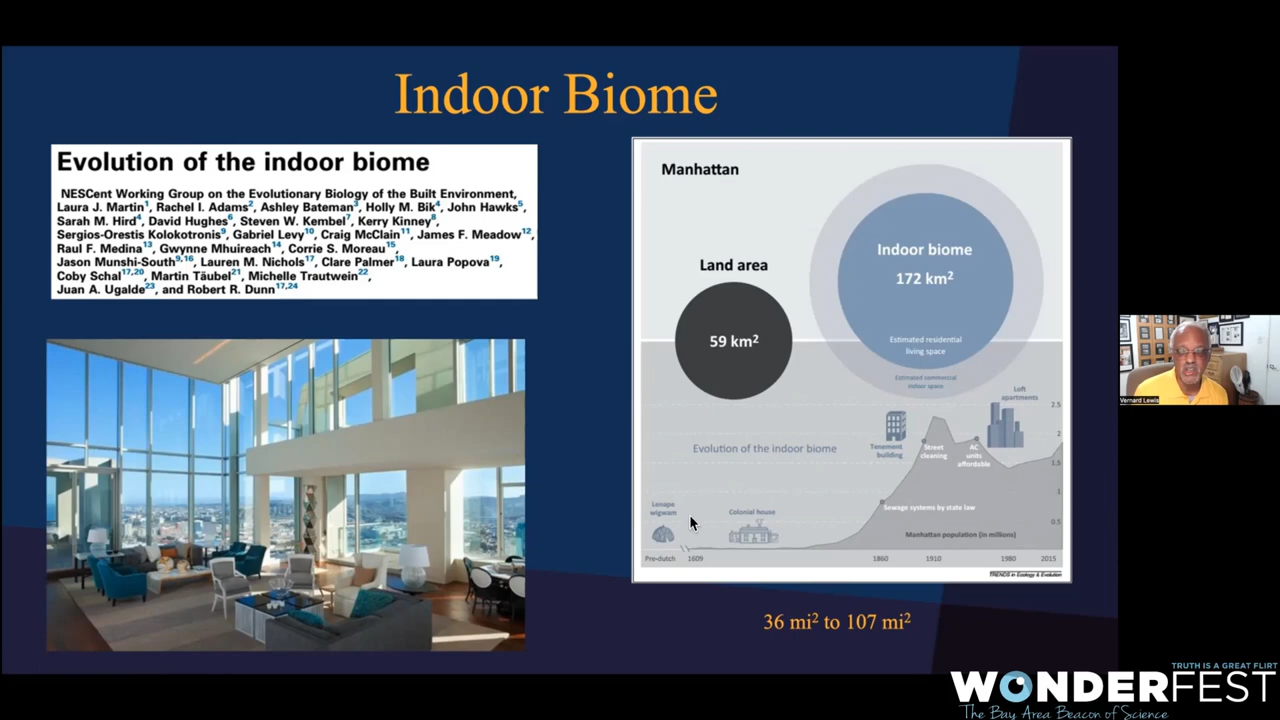 Indoor Biome
Evolution of the indoor biome
NESCent Working Group on the Evolutionary Biology of the Built Environment,
Laura J. Martin1, Rachel I. Adams2, Ashley Bateman3, Holly M. Bik4, John Hawks5,
Sarah M. Hird4, David Hughes6, Steven W. Kembel7, Kerry Kinney8,
Sergios-Orestis Kolokotronis9, Gabriel Levy10, Craig McClain11, James F. Meadow12,
Raul F. Medina13, Gwynne Mhuireach14, Corrie S. Moreau15,
Jason Munshi-South9,16, Lauren M. Nichols17, Clare Palmer18, Laura Popova19,
Coby Schal17,20, Martin Täubel21, Michelle Trautwein22,
Juan A. Ugalde23, and Robert R. Dunn17,24
Manhattan
Land area
59 km2
Indoor biome
172 km2
Estimated residential
living space
Estimated commercial
indoor space
Loft
apartments
2.5
Tenement
building
Street
cleaning
AC
units
affordable
2
Evolution of the indoor biome
1.5
1
Lenape
wigwam
Colonial house
Sewage systems by state law
0.5
Manhattan population (in millions)
Pre-dutch
1609
1860
1910
1980
2015
TRENDS in Ecology & Evolution
36 mi2 to 107 mi2
Vernard Lewis
TRUTH IS A GREAT FLIRT
WONDERFEST
The Bay Area Beacon of Science